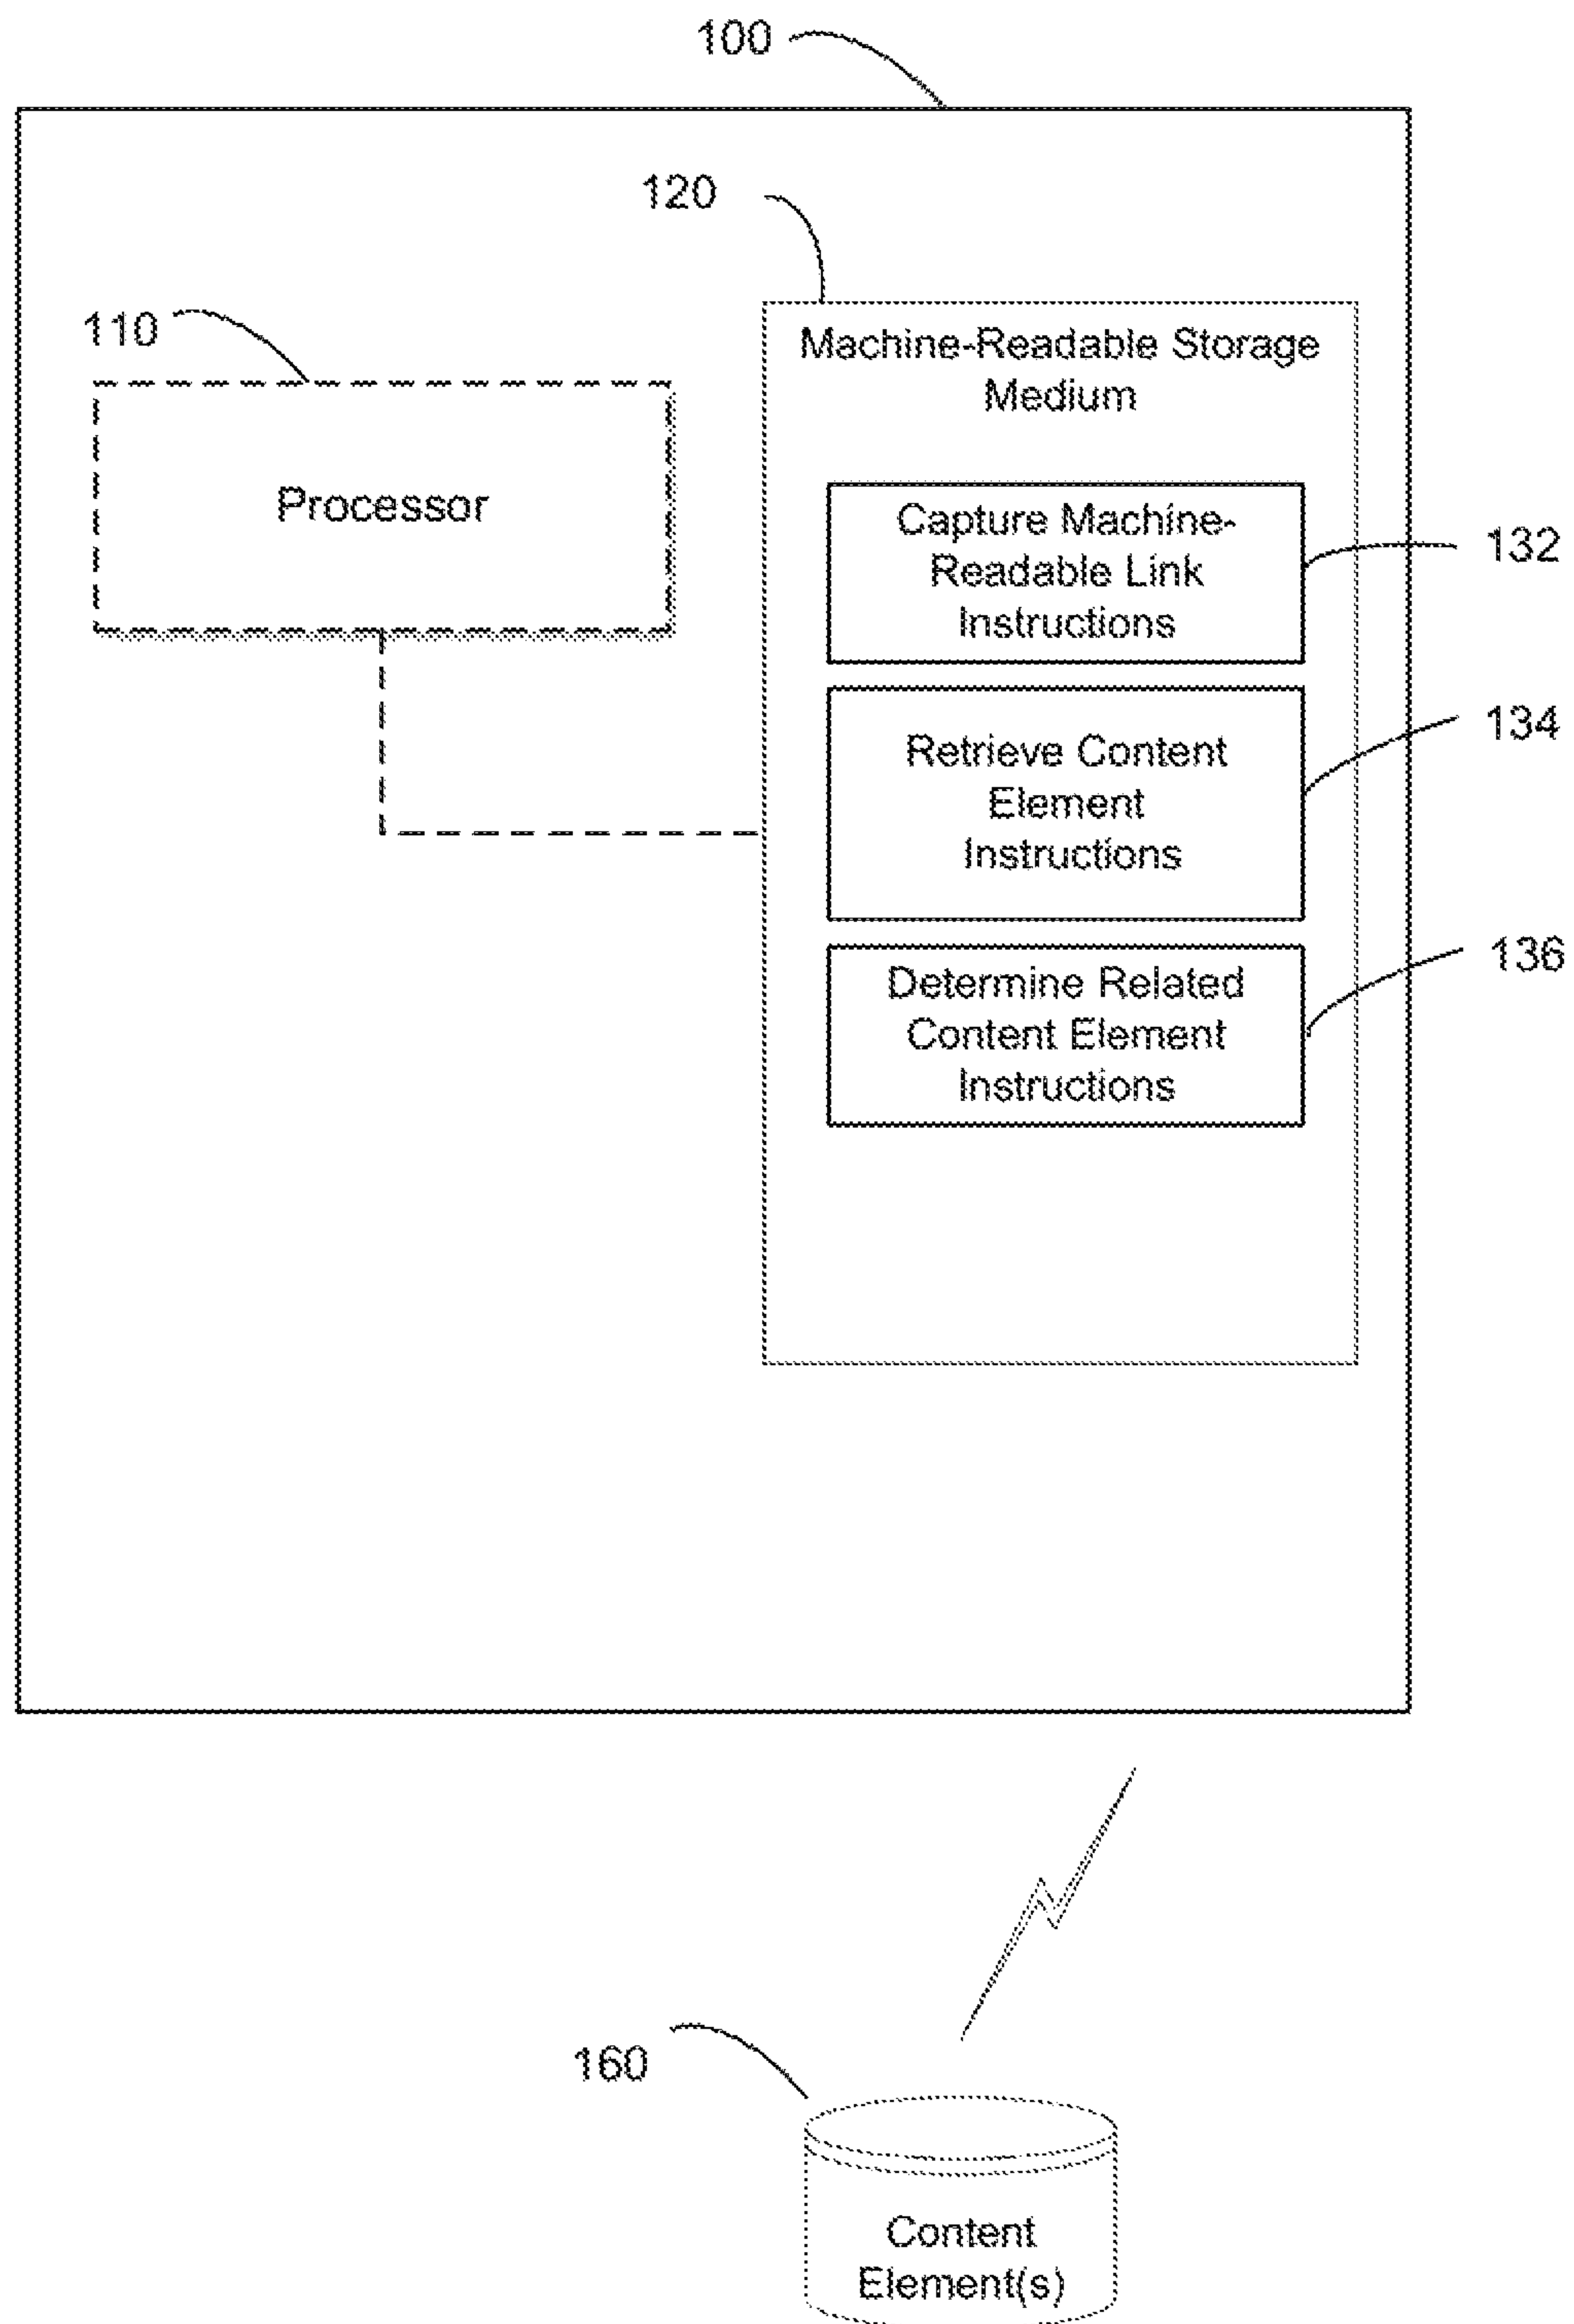 100
120
110
Machine-Readable Storage
Medium
Processor
Capture Machine-
Readable Link
Instructions
132
Retrieve Content
Element
Instructions
134
Determine Related
Content Element
Instructions
136
160
Content
Element(s)